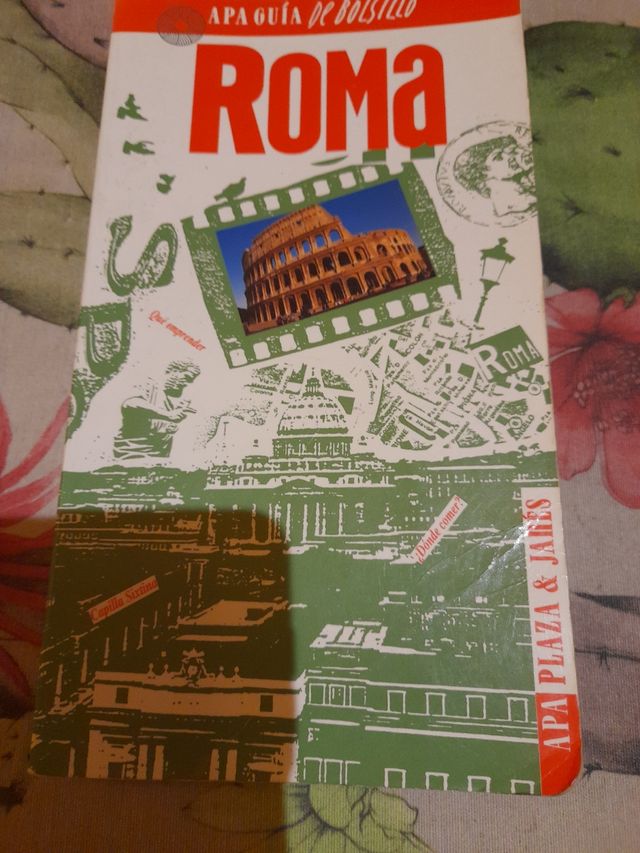 APA GUÍA DE BOLSILLO
ROMA
Qué emprender
ROMA
¿Dónde comer?
Capilla Sixtina
APA PLAZA & JANÉS